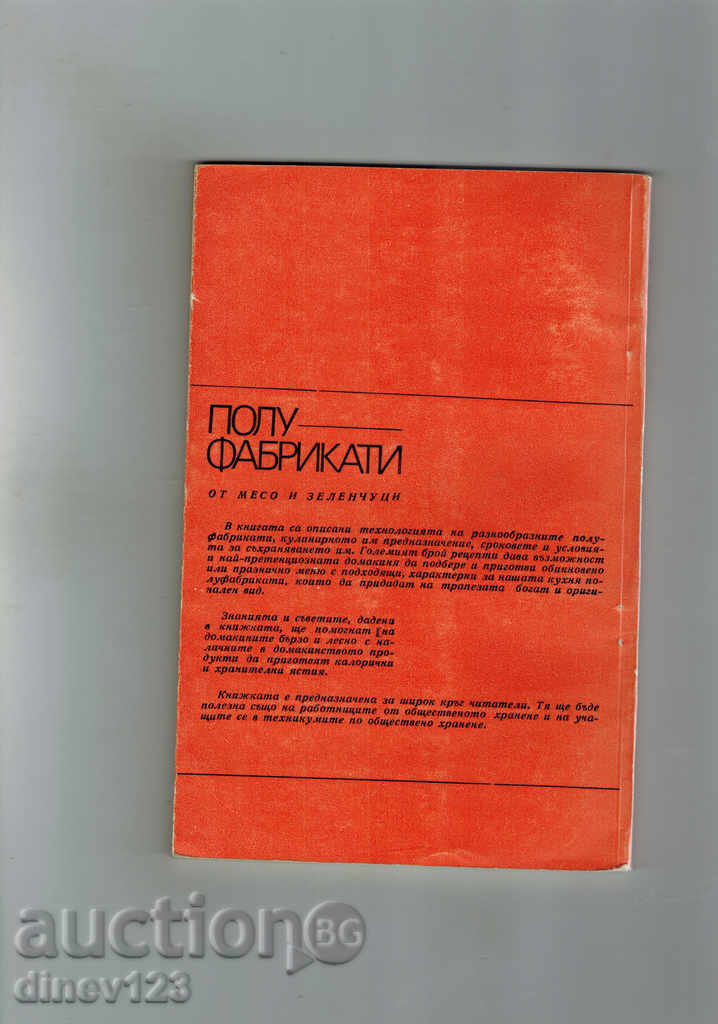 ПОЛУ—
ФАБРИКАТИ
ОТ МЕСО И ЗЕЛЕНЧУЦИ
В книгата са описани технологията на разнообразните полу-
фабрикати, кулинарното им предназначение, сроковете и условия-
та за съхраняването им. Големият брой рецепти дава възможност
и най-претенциозната домакиня да подбере и приготви обикновено
или празнично меню с подходящи, характерни за нашата кухня по-
луфабриката, които да придадат на трапезата богат и ориги-
нален вид.
Знанията и съветите, дадени
в книжката, ще помогнат [на
домакините бързо и лесно с на-
личните в домакинството про-
дукти да приготвят калорични
и хранителни ястия.
Книжката е предназначена за широк кръг читатели. Тя ще бъде
полезна също на работниците от общественото хранене и на уча-
щите се в техникумите по обществено хранене.
auction BG
dinev123